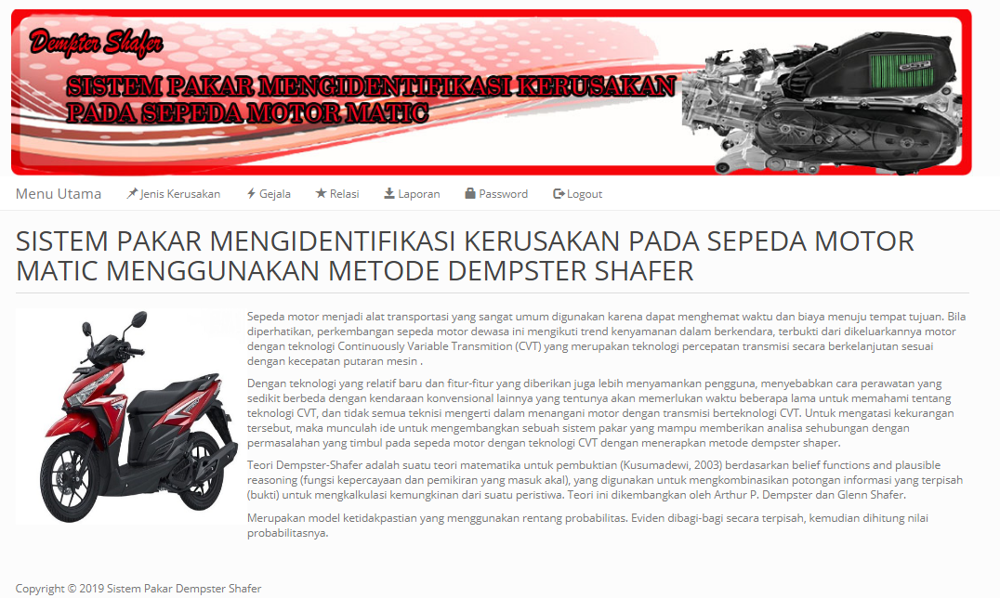 Dempter Shafer
SISTEM PAKAR MENGIDENTIFIKASI KERUSAKAN
PADA SEPEDA MOTOR MATIC
Menu Utama Jenis Kerusakan Gejala Relasi Laporan Password Logout
SISTEM PAKAR MENGIDENTIFIKASI KERUSAKAN PADA SEPEDA MOTOR
MATIC MENGGUNAKAN METODE DEMPSTER SHAFER
Sepeda motor menjadi alat transportasi yang sangat umum digunakan karena dapat menghemat waktu dan biaya menuju tempat tujuan. Bila
diperhatikan, perkembangan sepeda motor dewasa ini mengikuti trend kenyamanan dalam berkendara, terbukti dari dikeluarkannya motor
dengan teknologi Continuously Variable Transmition (CVT) yang merupakan teknologi percepatan transmisi secara berkelanjutan sesuai
dengan kecepatan putaran mesin .
Dengan teknologi yang relatif baru dan fitur-fitur yang diberikan juga lebih menyamankan pengguna, menyebabkan cara perawatan yang
sedikit berbeda dengan kendaraan konvensional lainnya yang tentunya akan memerlukan waktu beberapa lama untuk memahami tentang
teknologi CVT, dan tidak semua teknisi mengerti dalam menangani motor dengan transmisi berteknologi CVT. Untuk mengatasi kekurangan
tersebut, maka munculah ide untuk mengembangkan sebuah sistem pakar yang mampu memberikan analisa sehubungan dengan
permasalahan yang timbul pada sepeda motor dengan teknologi CVT dengan menerapkan metode dempster shaper.
Teori Dempster-Shafer adalah suatu teori matematika untuk pembuktian (Kusumadewi, 2003) berdasarkan belief functions and plausible
reasoning (fungsi kepercayaan dan pemikiran yang masuk akal), yang digunakan untuk mengkombinasikan potongan informasi yang terpisah
(bukti) untuk mengkalkulasi kemungkinan dari suatu peristiwa. Teori ini dikembangkan oleh Arthur P. Dempster dan Glenn Shafer.
Merupakan model ketidakpastian yang menggunakan rentang probabilitas. Eviden dibagi-bagi secara terpisah, kemudian dihitung nilai
probabilitasnya.
Copyright © 2019 Sistem Pakar Dempster Shafer